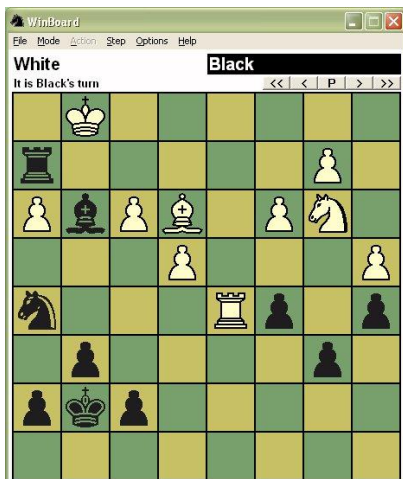 WinBoard
File Mode Action Step Options Help
White Black
It is Black's turn << < P > >>